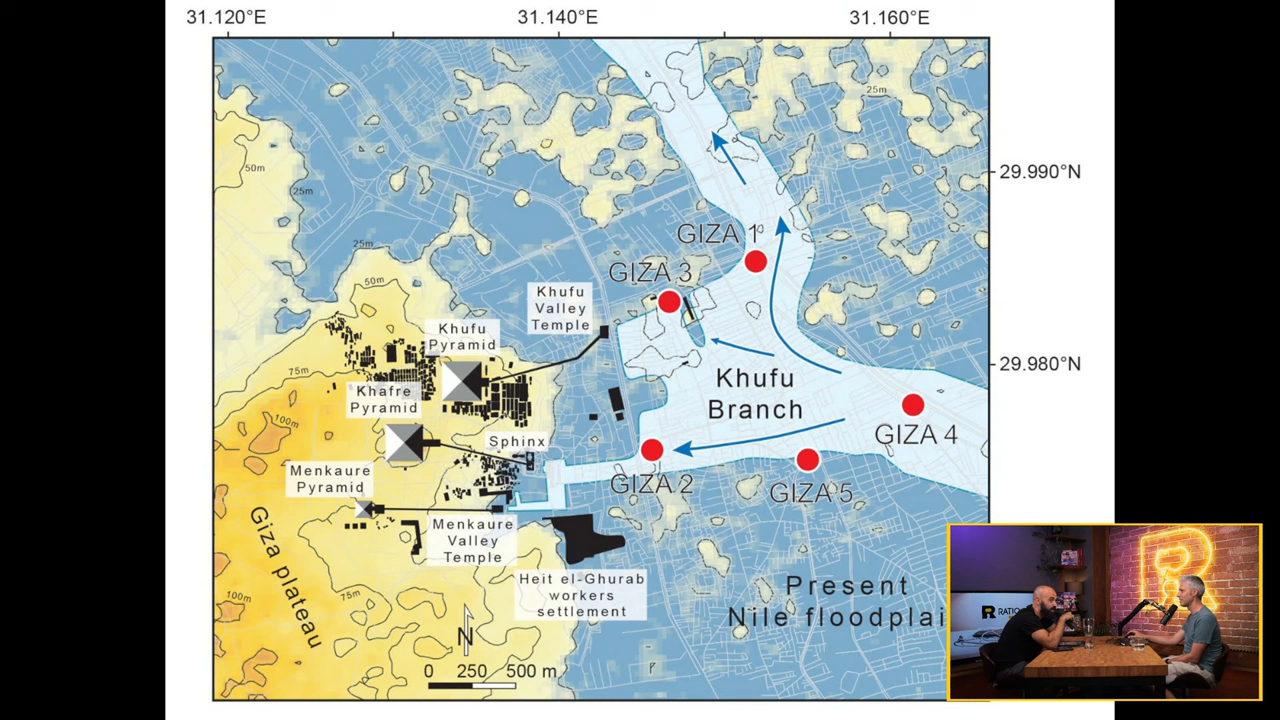 31.120°E
31.140°E
31.160°E
25m
50m
25m
29.990°N
GIZA 1
25m
GIZA 3
50m
Khufu
Valley
Temple
Khufu
Pyramid
29.980°N
75m
Khufu
Branch
Khafre
Pyramid
100m
GIZA 4
Sphinx
Menkaure
Pyramid
GIZA 2
GIZA 5
Giza plateau
Menkaure
Valley
Temple
Heit el-Ghurab
workers
settlement
Present
Nile floodplai
75m
100m
N
0 250 500 m
R
RATIO